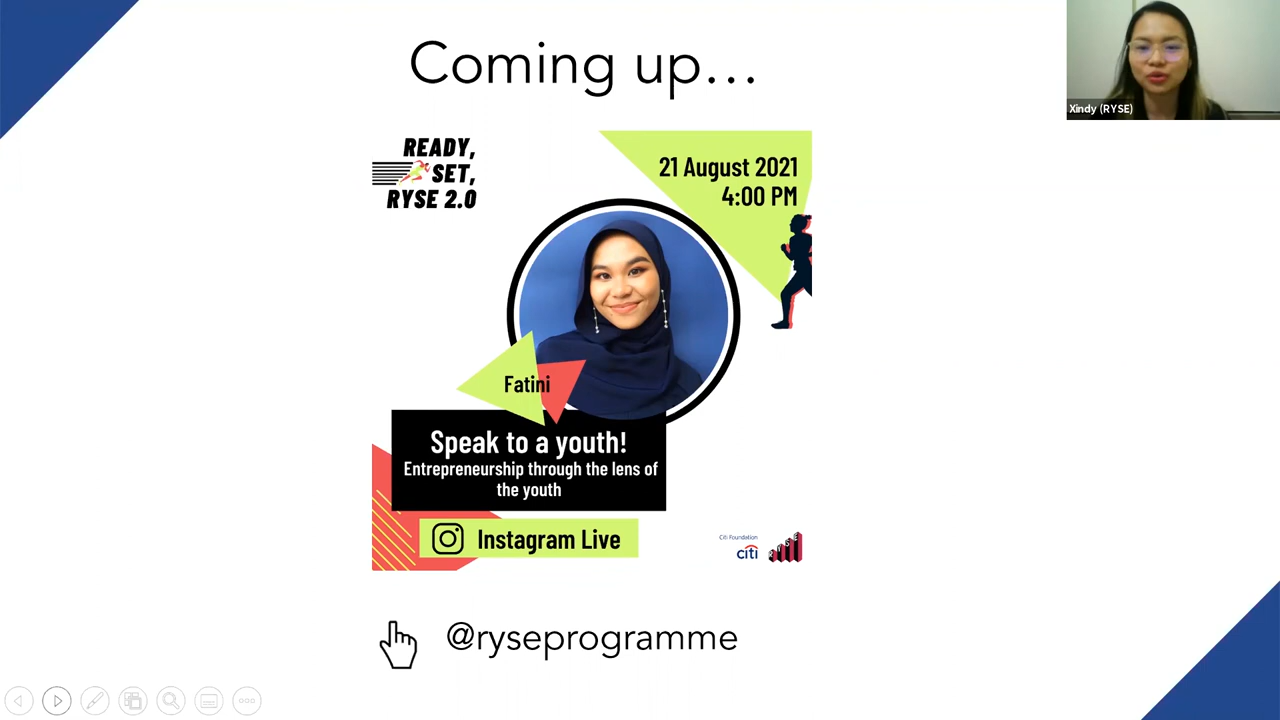 Coming up...
Xindy (RYSE)
READY,
SET,
RYSE 2.0
21 August 2021
4:00 PM
Fatini
Speak to a youth!
Entrepreneurship through the lens of
the youth
Instagram Live
Citi Foundation
citi
RYSE
@ryseprogramme